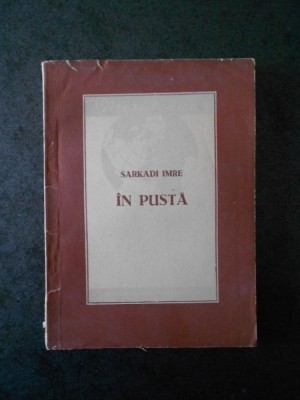 SARKADI IMRE
ÎN PUSTĂ